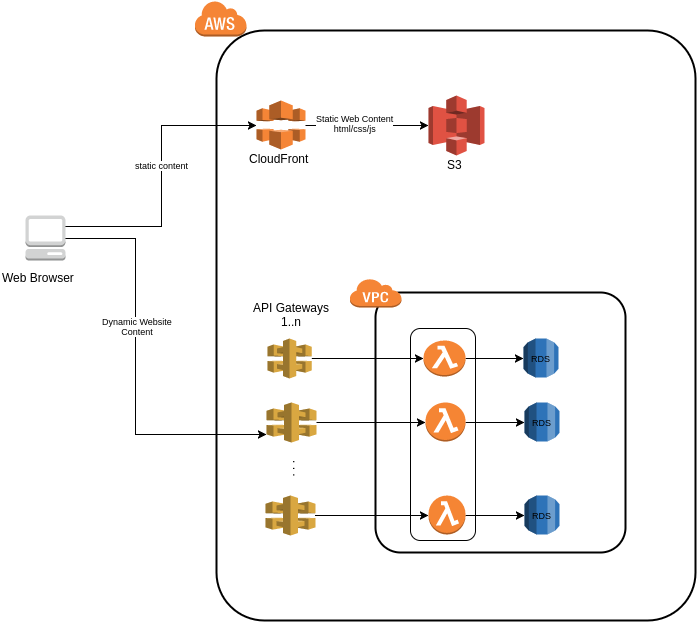 AWS
Static Web Content
html/css/js
CloudFront
S3
static content
Web Browser
VPC
API Gateways
1..n
Dynamic Website
Content
RDS
RDS
.
.
.
RDS